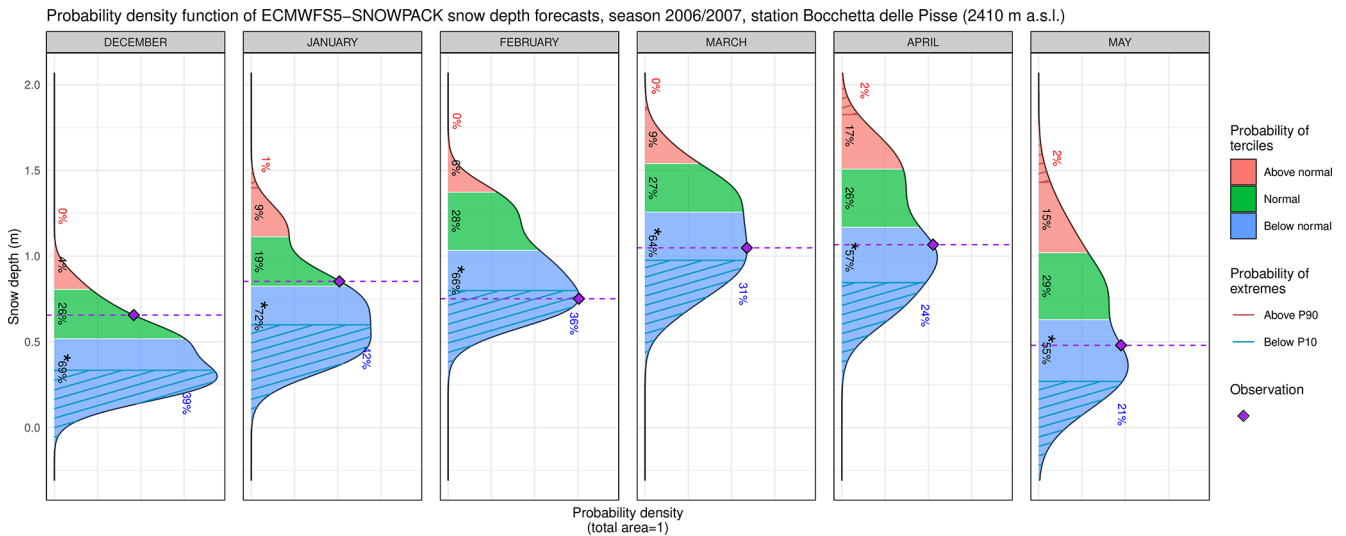 Probability density function of ECMWFS5−SNOWPACK snow depth forecasts, season 2006/2007, station Bocchetta delle Pisse (2410 m a.s.l.)
DECEMBER
JANUARY
FEBRUARY
MARCH
APRIL
MAY
Snow depth (m)
2.0
1.5
1.0
0.5
0.0
0%
4%
26%
*69%
39%
1%
9%
19%
*72%
42%
0%
6%
28%
*66%
36%
0%
9%
27%
*64%
31%
2%
17%
26%
*57%
24%
2%
15%
29%
*55%
21%
Probability density
(total area=1)
Probability of
terciles
Above normal
Normal
Below normal
Probability of
extremes
Above P90
Below P10
Observation